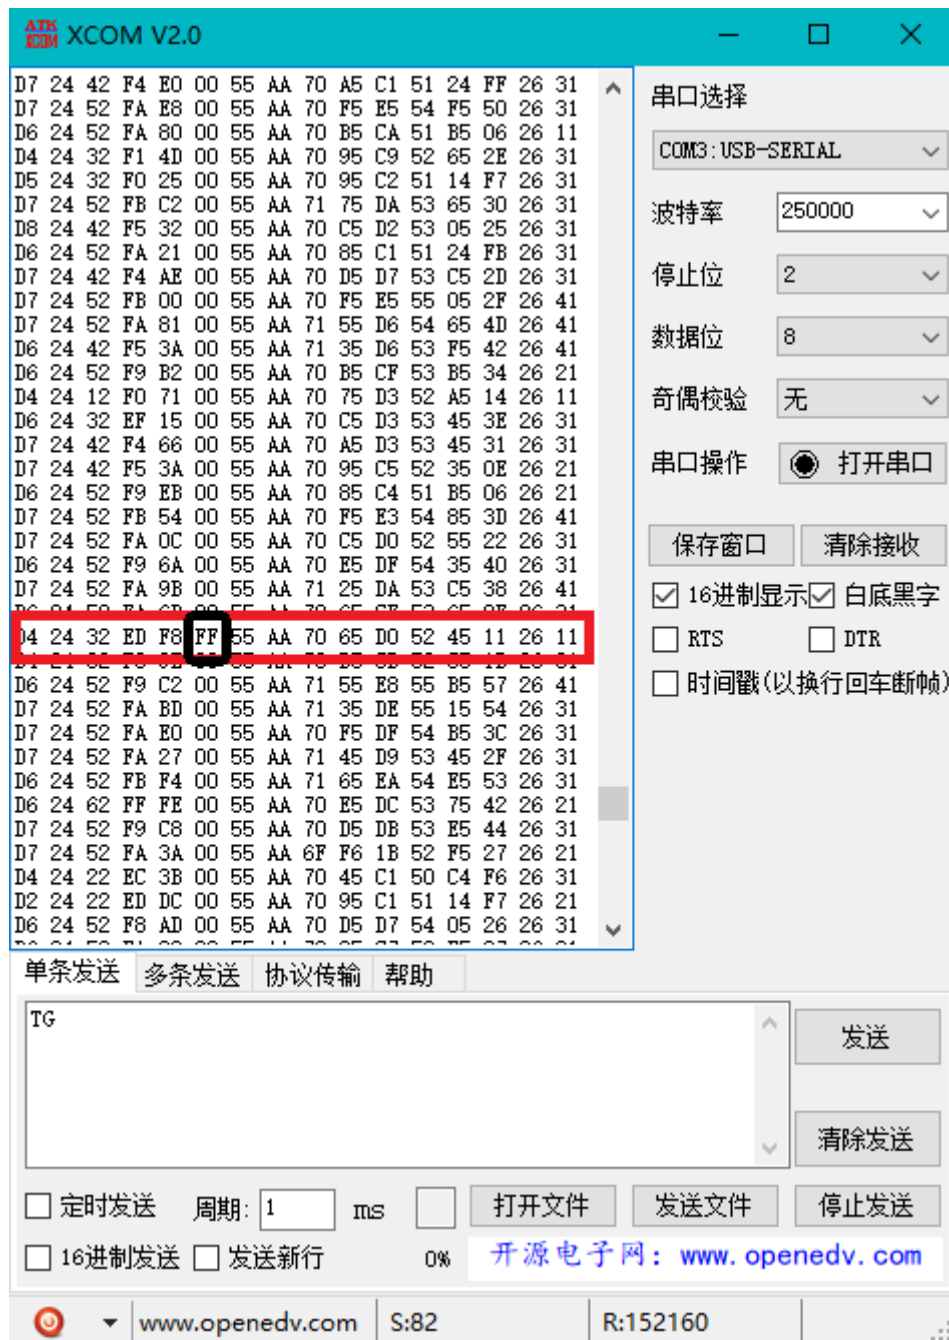 ATK XCOM XCOM V2.0
D7 24 42 F4 E0 00 55 AA 70 A5 C1 51 24 FF 26 31
D7 24 52 FA E8 00 55 AA 70 F5 E5 54 F5 50 26 31
D6 24 52 FA 80 00 55 AA 70 B5 CA 51 B5 06 26 11
D4 24 32 F1 4D 00 55 AA 70 95 C9 52 65 2E 26 31
D5 24 32 F0 25 00 55 AA 70 95 C2 51 14 F7 26 31
D7 24 52 FB C2 00 55 AA 71 75 DA 53 65 30 26 31
D8 24 42 F5 32 00 55 AA 70 C5 D2 53 05 25 26 31
D6 24 52 FA 21 00 55 AA 70 85 C1 51 24 FB 26 31
D7 24 42 F4 AE 00 55 AA 70 D5 D7 53 C5 2D 26 31
D7 24 52 FB 00 00 55 AA 70 F5 E5 55 05 2F 26 41
D7 24 52 FA 81 00 55 AA 71 55 D6 54 65 4D 26 41
D6 24 42 F5 3A 00 55 AA 71 35 D6 53 F5 42 26 41
D6 24 52 F9 B2 00 55 AA 70 B5 CF 53 B5 34 26 21
D4 24 12 F0 71 00 55 AA 70 75 D3 52 A5 14 26 11
D6 24 32 EF 15 00 55 AA 70 C5 D3 53 45 3E 26 31
D7 24 42 F4 66 00 55 AA 70 A5 D3 53 45 31 26 31
D7 24 42 F5 3A 00 55 AA 70 95 C5 52 35 0E 26 21
D6 24 52 F9 EB 00 55 AA 70 85 C4 51 B5 06 26 21
D7 24 52 FB 54 00 55 AA 70 F5 E3 54 85 3D 26 41
D7 24 52 FA 0C 00 55 AA 70 C5 D0 52 55 22 26 31
D6 24 52 F9 6A 00 55 AA 70 E5 DF 54 35 40 26 31
D7 24 52 FA 9B 00 55 AA 71 25 DA 53 C5 38 26 41
D4 24 32 ED F8 FF 55 AA 70 65 D0 52 45 11 26 11
D6 24 52 F9 C2 00 55 AA 71 55 E8 55 B5 57 26 41
D7 24 52 FA BD 00 55 AA 71 35 DE 55 15 54 26 31
D7 24 52 FA E0 00 55 AA 70 F5 DF 54 B5 3C 26 31
D7 24 52 FA 27 00 55 AA 71 45 D9 53 45 2F 26 31
D6 24 52 FB F4 00 55 AA 71 65 EA 54 E5 53 26 31
D6 24 62 FF FE 00 55 AA 70 E5 DC 53 75 42 26 21
D7 24 52 F9 C8 00 55 AA 70 D5 DB 53 E5 44 26 31
D7 24 52 FA 3A 00 55 AA 6F F6 1B 52 F5 27 26 21
D4 24 22 EC 3B 00 55 AA 70 45 C1 50 C4 F6 26 31
D2 24 22 ED DC 00 55 AA 70 95 C1 51 14 F7 26 21
D6 24 52 F8 AD 00 55 AA 70 D5 D7 54 05 26 26 31
串口选择
COM3:USB-SERIAL
波特率 250000
停止位 2
数据位 8
奇偶校验 无
串口操作 打开串口
保存窗口 清除接收
16进制显示 白底黑字
RTS DTR
时间戳(以换行回车断帧)
单条发送 多条发送 协议传输 帮助
TG
发送
清除发送
定时发送 周期: 1 ms 打开文件 发送文件 停止发送
16进制发送 发送新行 0% 开源电子网: www.openedv.com
www.openedv.com S:82 R:152160